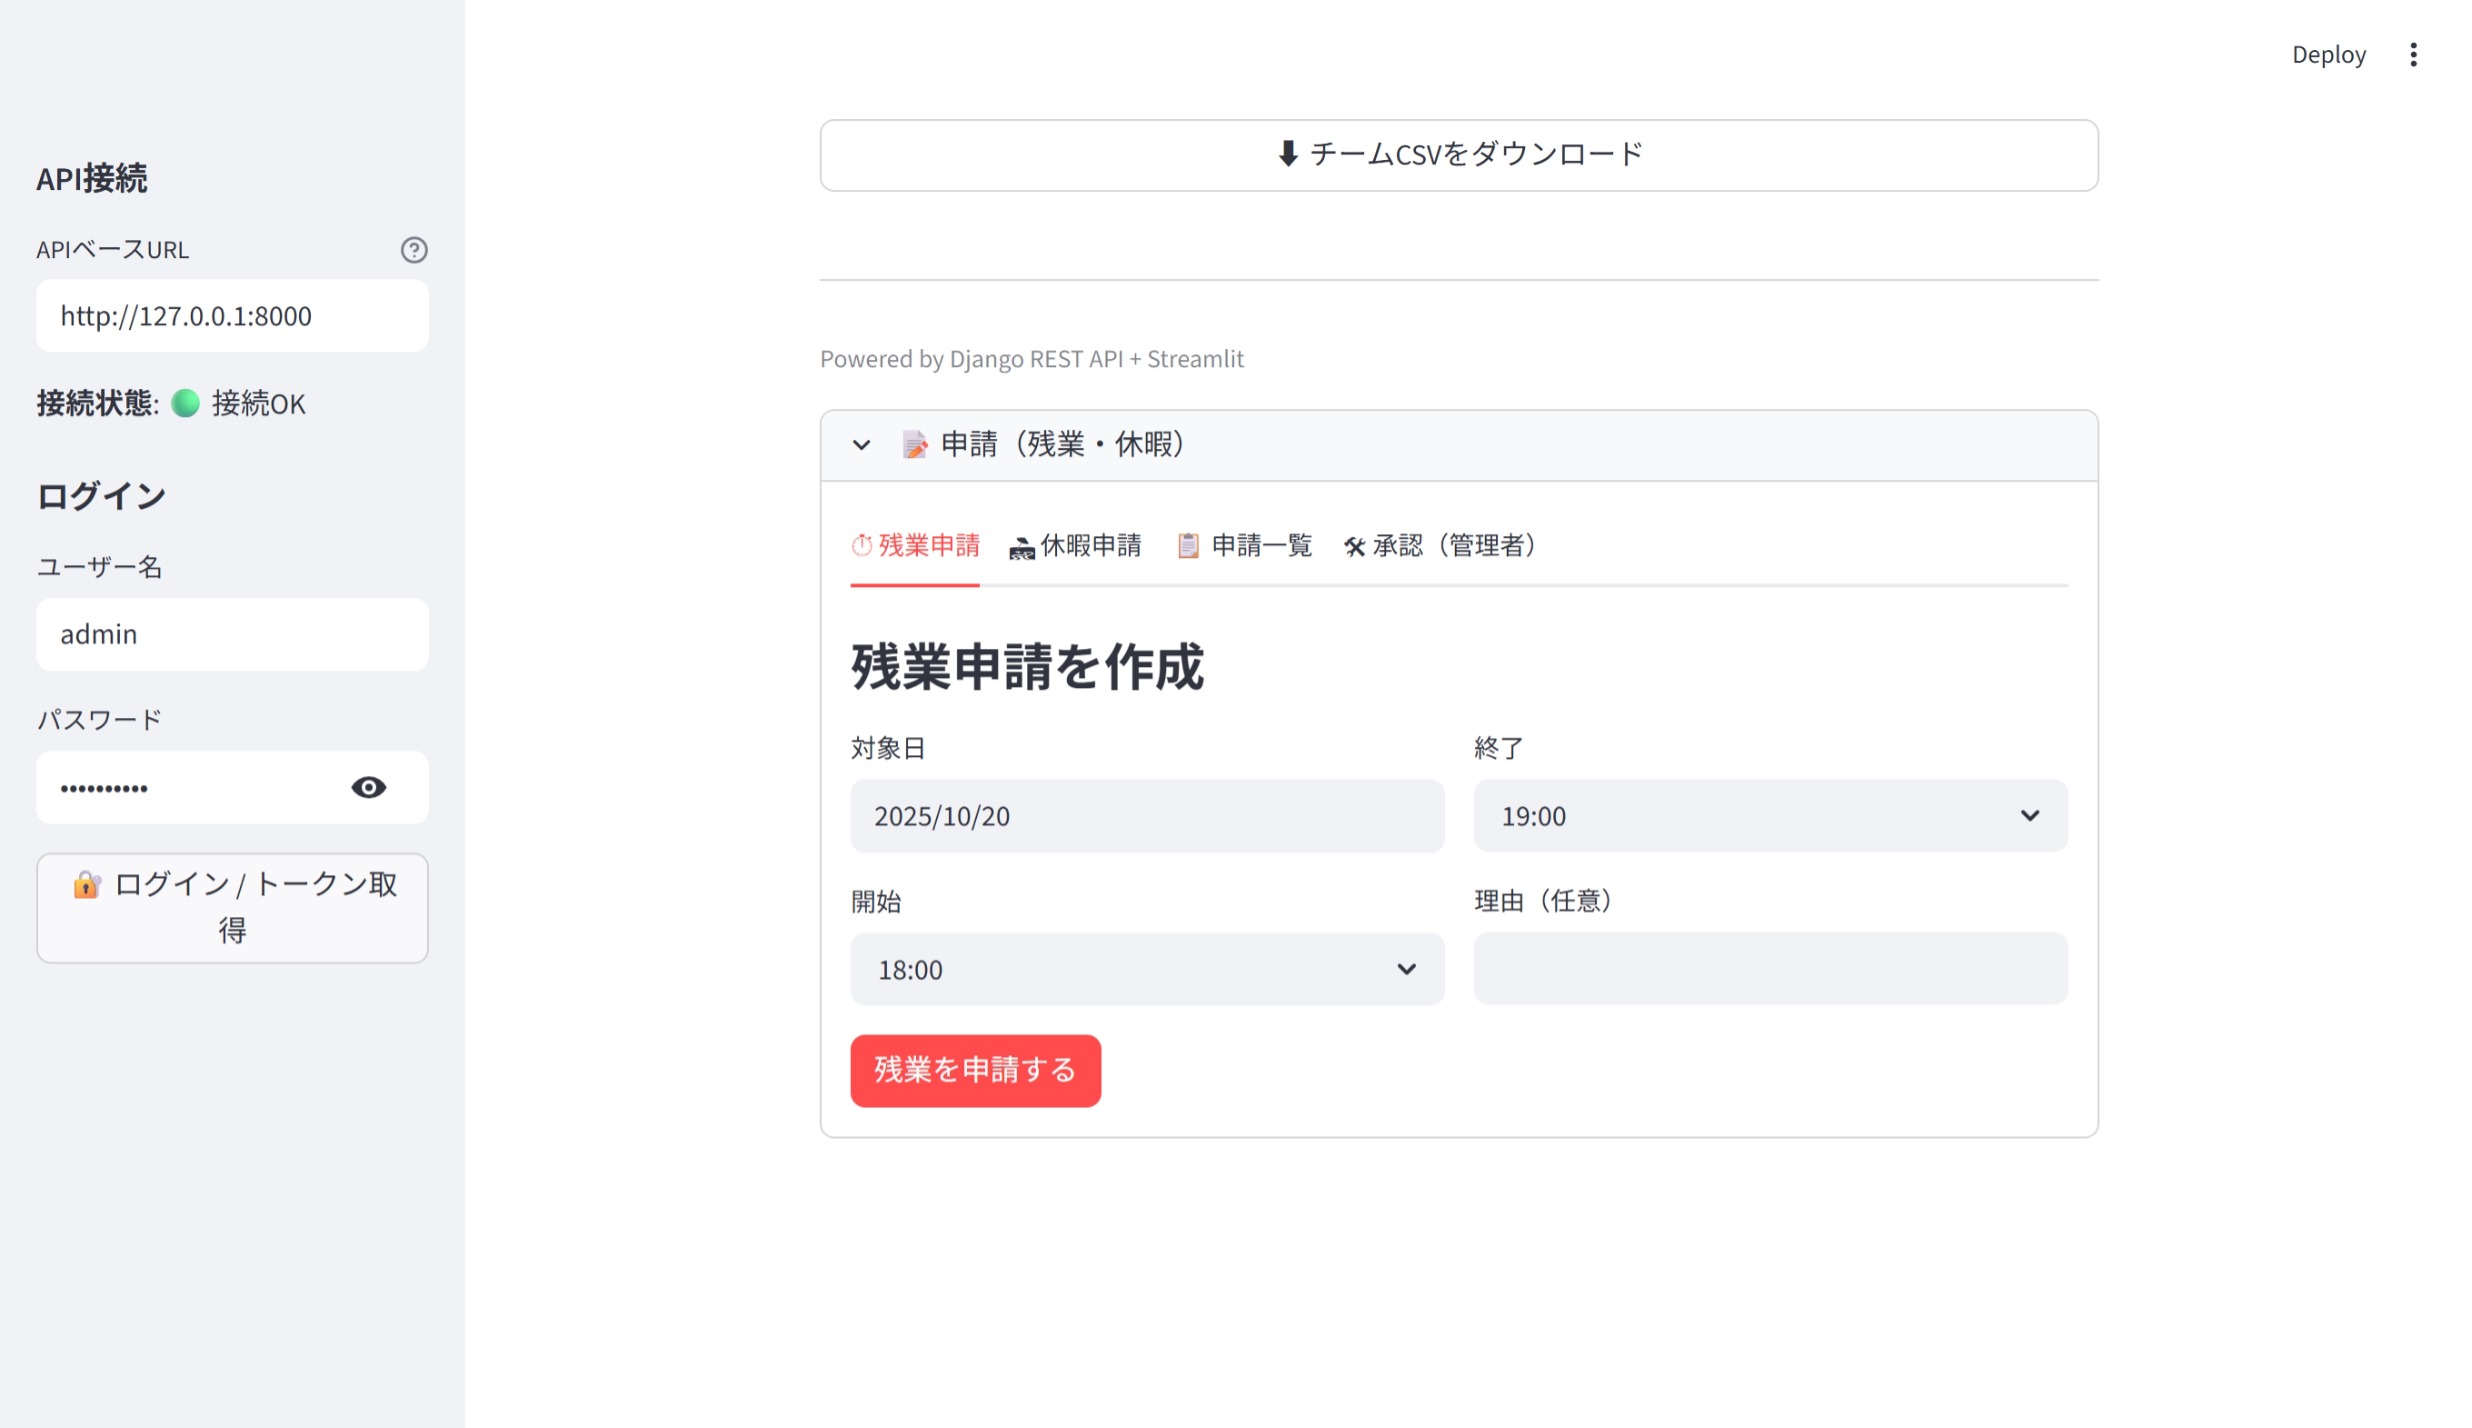 API接続
APIベースURL
http://127.0.0.1:8000
接続状態: 接続OK
ログイン
ユーザー名
admin
パスワード
••••••••••
ログイン / トークン取
得
Deploy
チームCSVをダウンロード
Powered by Django REST API + Streamlit
申請（残業・休暇）
残業申請 休暇申請 申請一覧 承認（管理者）
残業申請を作成
対象日
2025/10/20
開始
18:00
終了
19:00
理由（任意）
残業を申請する